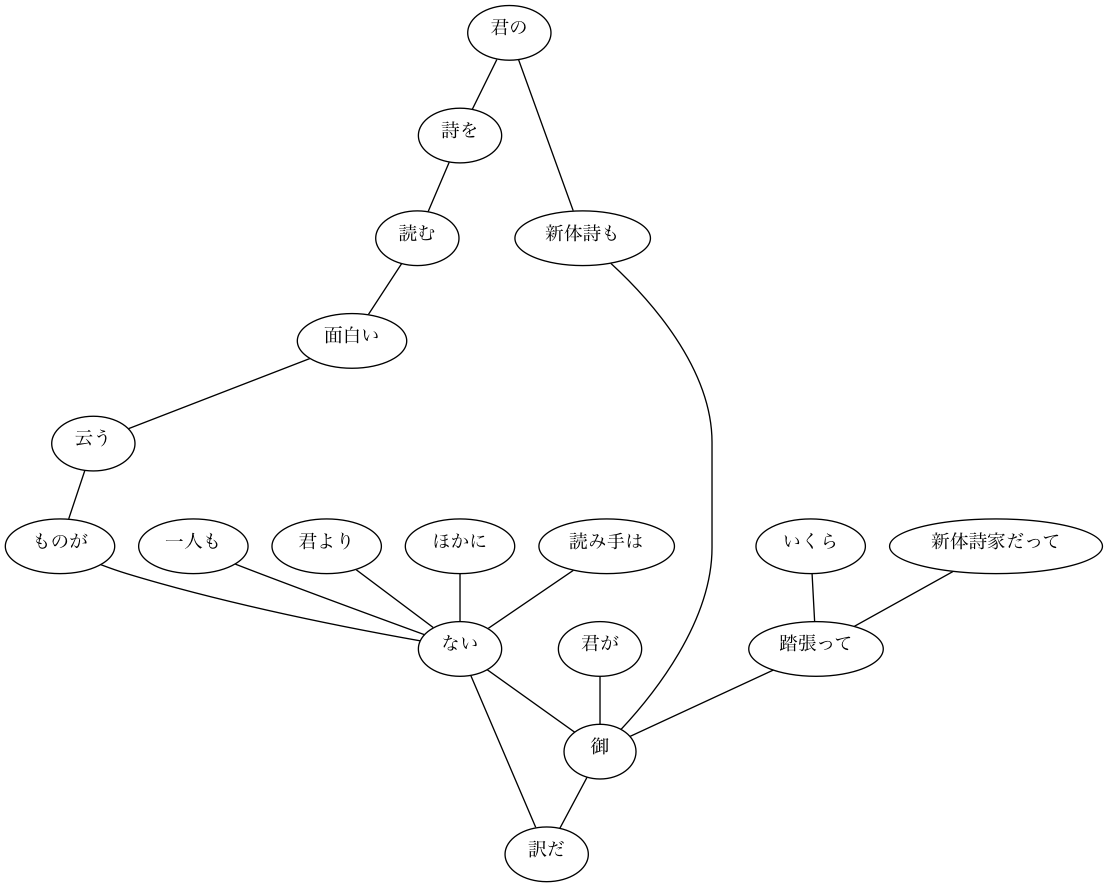 君の
詩を
読む
新体詩も
面白い
云う
ものが
一人も
君より
ほかに
読み手は
いくら
新体詩家だって
ない
君が
踏張って
御
訳だ